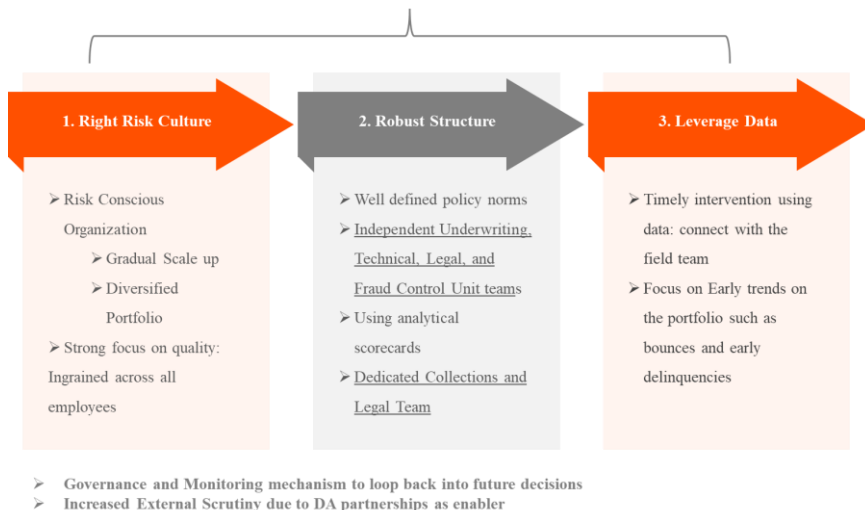 1. Right Risk Culture
➢ Risk Conscious
Organization
➢ Gradual Scale up
➢ Diversified
Portfolio
➢ Strong focus on quality:
Ingrained across all
employees
2. Robust Structure
➢ Well defined policy norms
➢ Independent Underwriting,
Technical, Legal, and
Fraud Control Unit teams
➢ Using analytical
scorecards
➢ Dedicated Collections and
Legal Team
3. Leverage Data
➢ Timely intervention using
data: connect with the
field team
➢ Focus on Early trends on
the portfolio such as
bounces and early
delinquencies
➢ Governance and Monitoring mechanism to loop back into future decisions
➢ Increased External Scrutiny due to DA partnerships as enabler